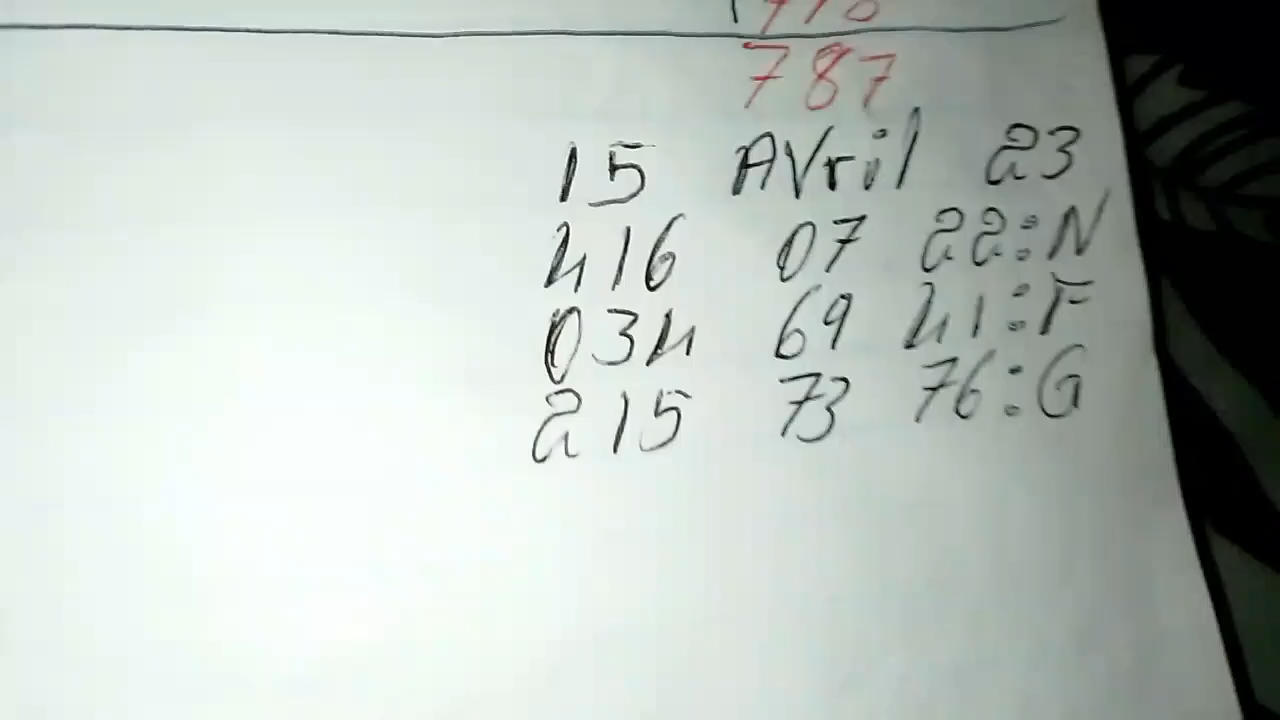 787
15 Avril 23
416 07 22:N
034 69 41:F
215 73 76:G